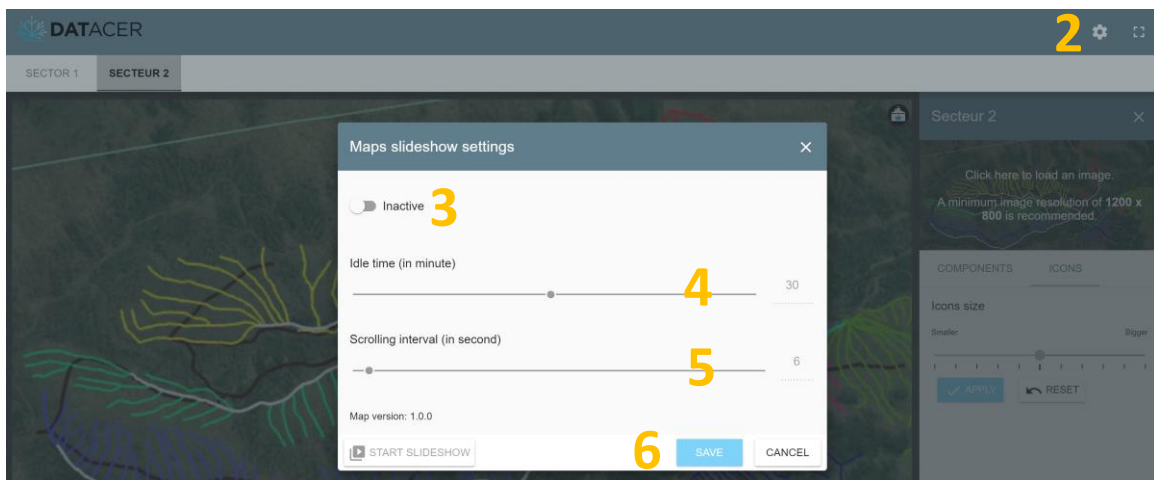 DATACER
2
SECTOR 1
SECTEUR 2
Maps slideshow settings
Inactive
3
Idle time (in minute)
4
30
Scrolling interval (in second)
5
6
Map version: 1.0.0
START SLIDESHOW
6
SAVE
CANCEL
Secteur 2
Click here to load an image.
A minimum image resolution of 1200 x
800 is recommended.
COMPONENTS
ICONS
Icons size
Smaller
Bigger
APPLY
RESET